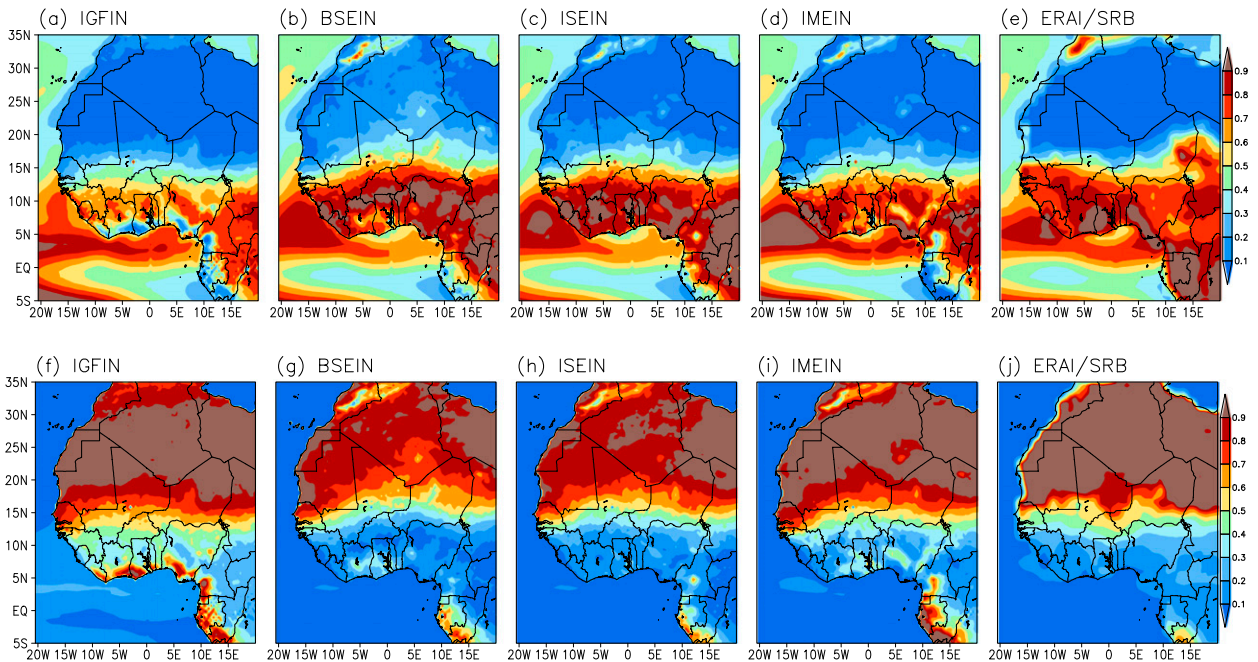 (a) IGFIN (b) BSEIN (c) ISEIN (d) IMEIN (e) ERAI/SRB
35N
30N
25N
20N
15N
10N
5N
EQ
5S
20W 15W 10W 5W 0 5E 10E 15E 20W 15W 10W 5W 0 5E 10E 15E 20W 15W 10W 5W 0 5E 10E 15E 20W 15W 10W 5W 0 5E 10E 15E 20W 15W 10W 5W 0 5E 10E 15E
0.9
0.8
0.7
0.6
0.5
0.4
0.3
0.2
0.1
(f) IGFIN (g) BSEIN (h) ISEIN (i) IMEIN (j) ERAI/SRB
35N
30N
25N
20N
15N
10N
5N
EQ
5S
20W 15W 10W 5W 0 5E 10E 15E 20W 15W 10W 5W 0 5E 10E 15E 20W 15W 10W 5W 0 5E 10E 15E 20W 15W 10W 5W 0 5E 10E 15E 20W 15W 10W 5W 0 5E 10E 15E
0.9
0.8
0.7
0.6
0.5
0.4
0.3
0.2
0.1